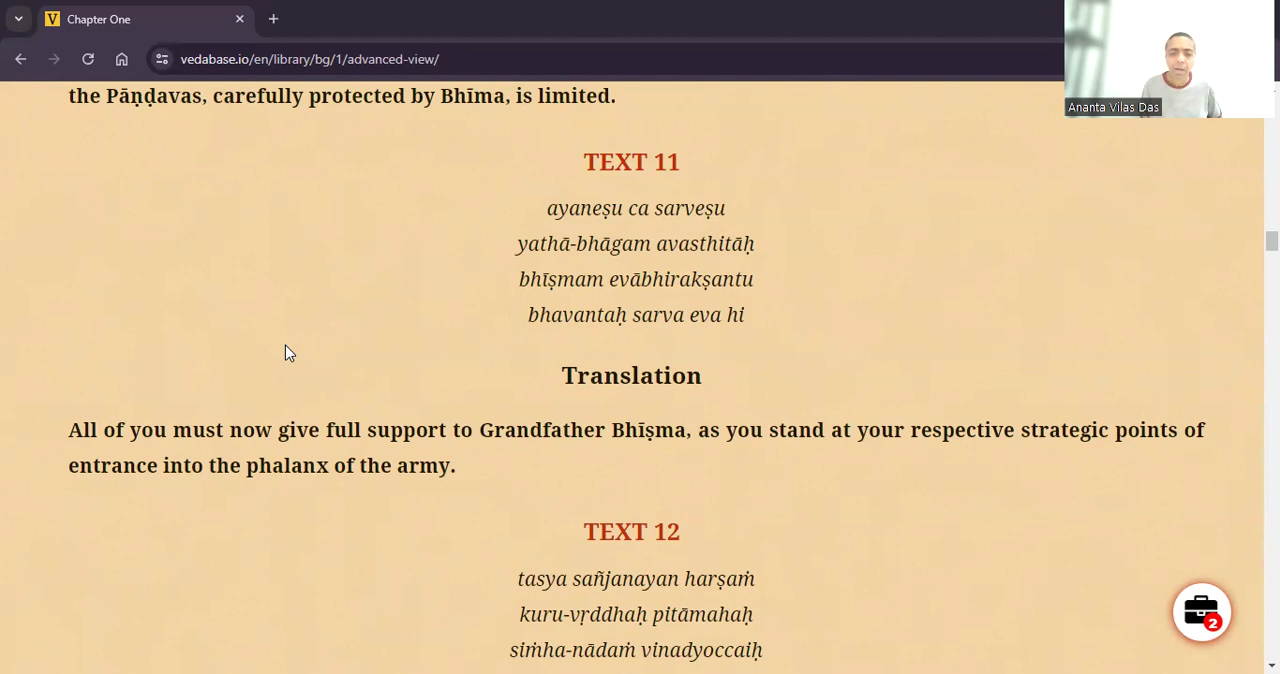 Chapter One
vedabase.io/en/library/bg/1/advanced-view/
Ananta Vilas Das
the Pāṇḍavas, carefully protected by Bhīma, is limited.
TEXT 11
ayaneṣu ca sarveṣu
yathā-bhāgam avasthitāḥ
bhīṣmam evābhirakṣantu
bhavantaḥ sarva eva hi
Translation
All of you must now give full support to Grandfather Bhīṣma, as you stand at your respective strategic points of
entrance into the phalanx of the army.
TEXT 12
tasya sañjanayan harṣaṁ
kuru-vṛddhaḥ pitāmahaḥ
siṁha-nādaṁ vinadyoccaiḥ
2